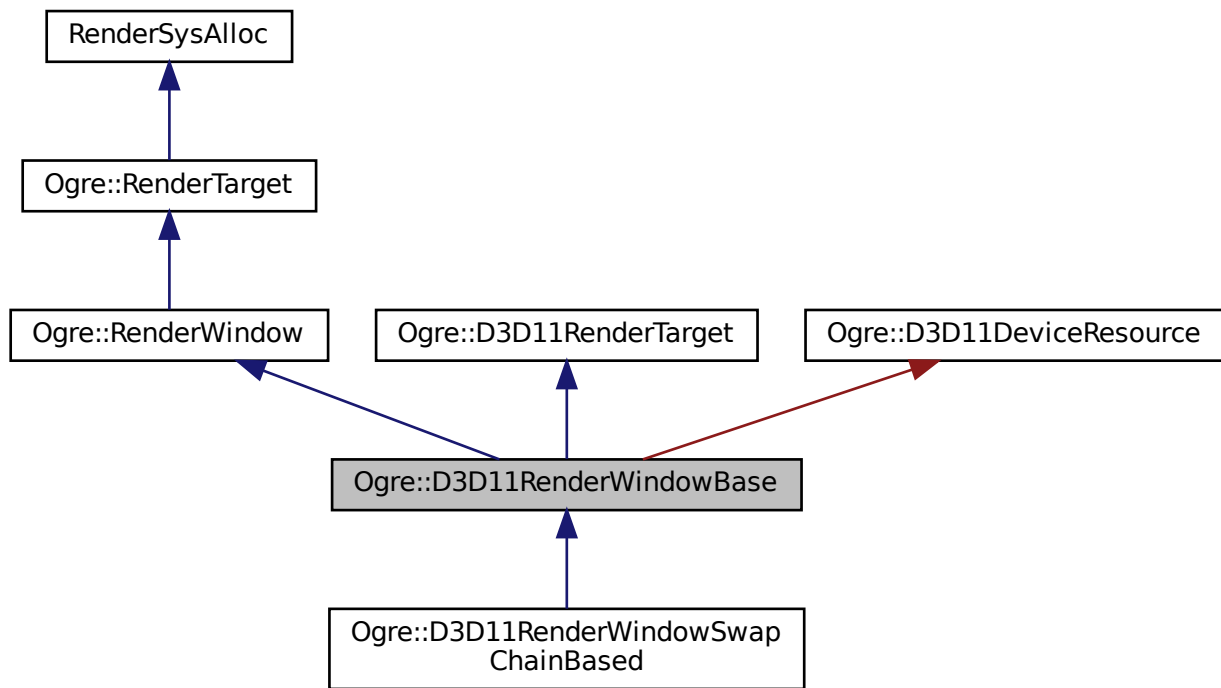 RenderSysAlloc
Ogre::RenderTarget
Ogre::RenderWindow
Ogre::D3D11RenderTarget
Ogre::D3D11DeviceResource
Ogre::D3D11RenderWindowBase
Ogre::D3D11RenderWindowSwap
ChainBased